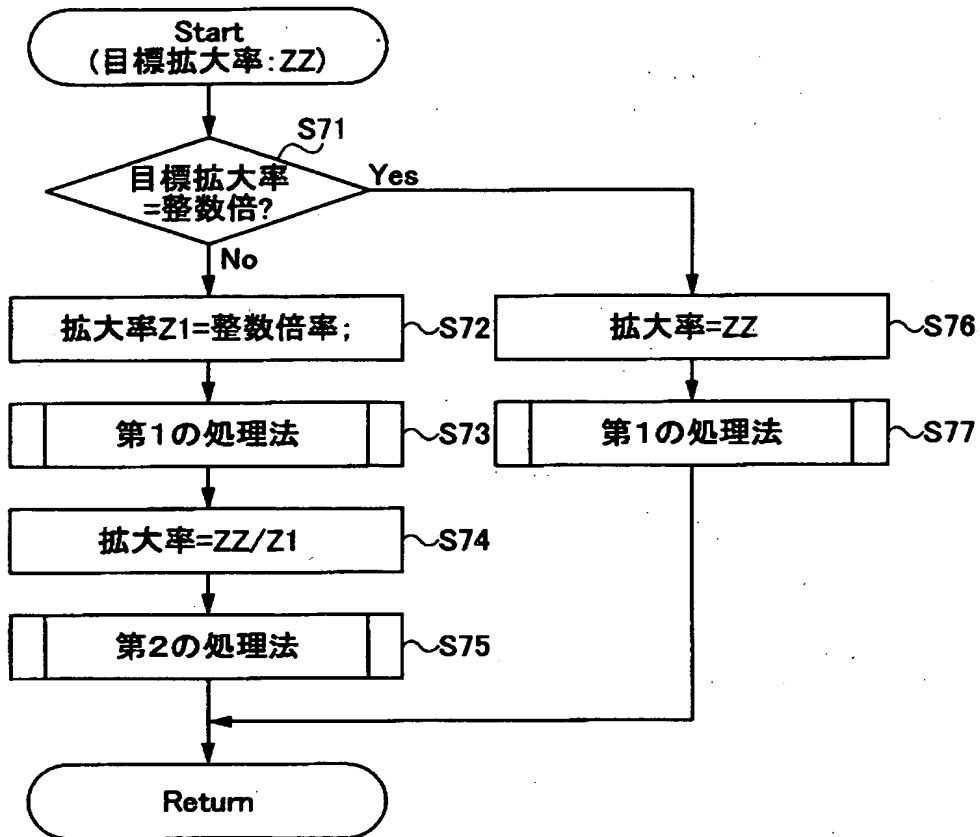 Start
(目標拡大率:ZZ)
S71
目標拡大率
=整数倍?
Yes
No
拡大率Z1=整数倍率;
S72
第1の処理法
S73
拡大率=ZZ/Z1
S74
第2の処理法
S75
拡大率=ZZ
S76
第1の処理法
S77
Return